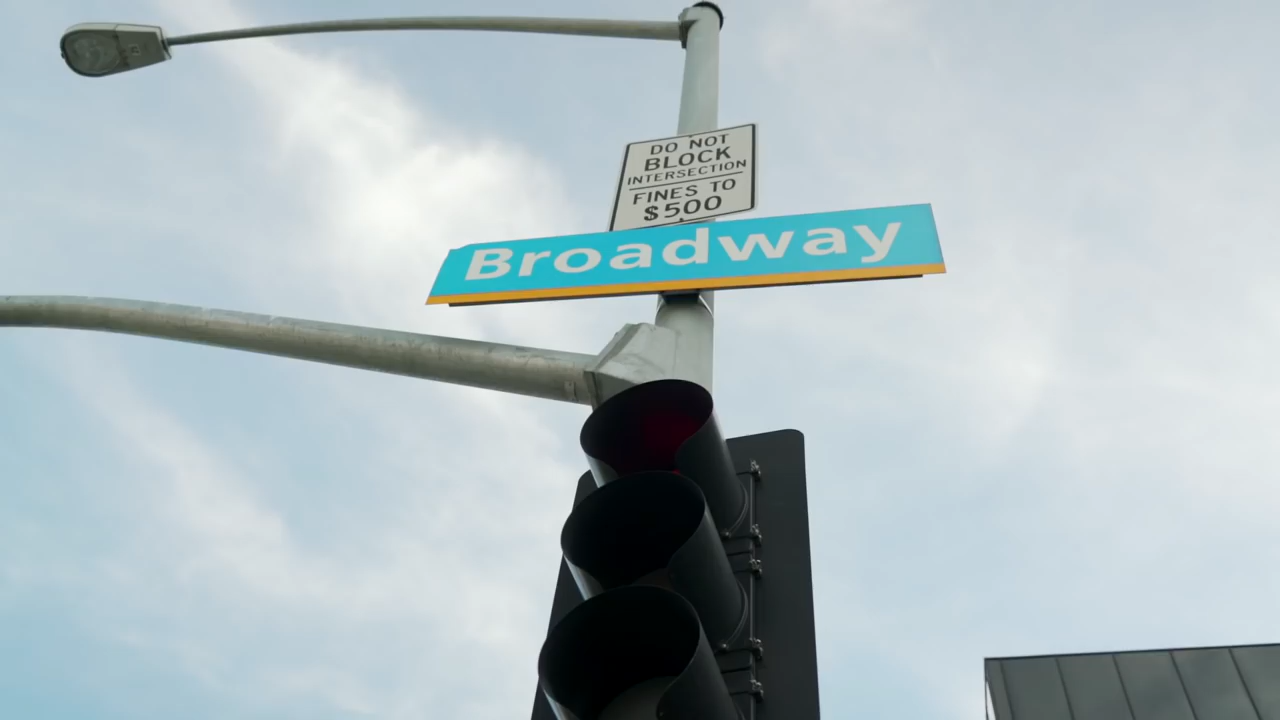 DO NOT
BLOCK
INTERSECTION
FINES TO
$500
Broadway